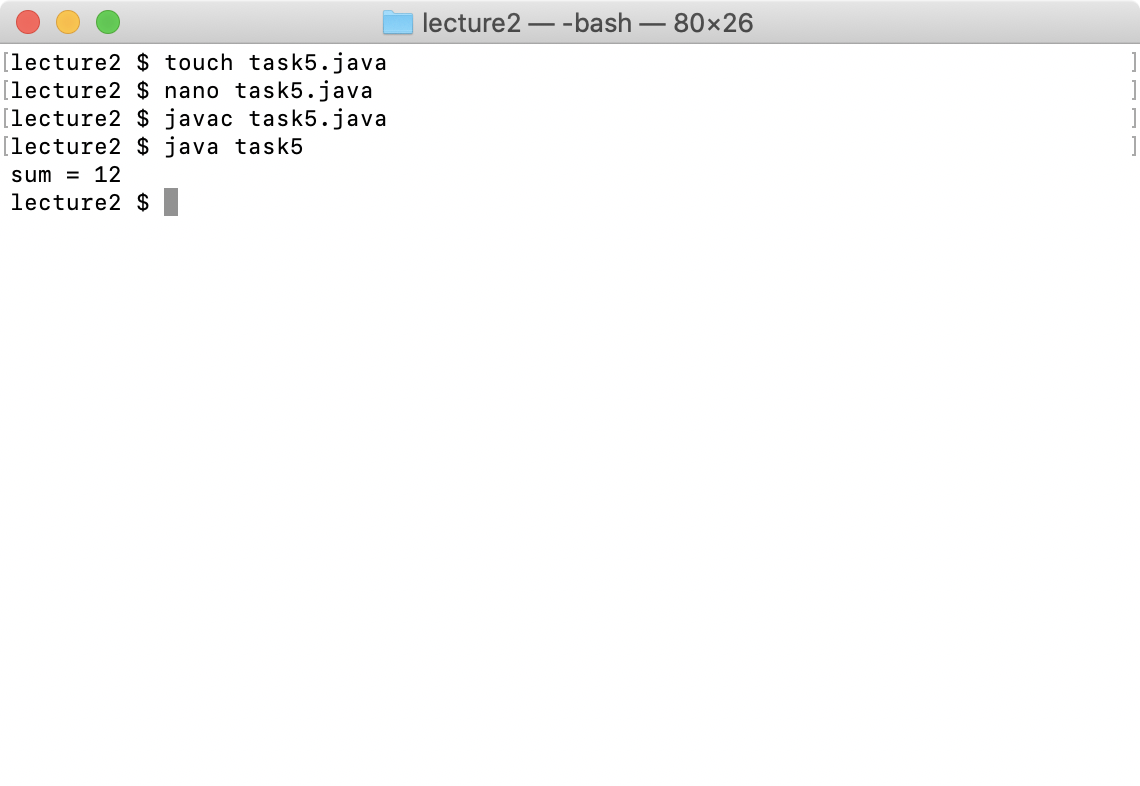 lecture2 — -bash — 80×26
[lecture2 $ touch task5.java ]
[lecture2 $ nano task5.java ]
[lecture2 $ javac task5.java ]
[lecture2 $ java task5 ]
sum = 12
lecture2 $